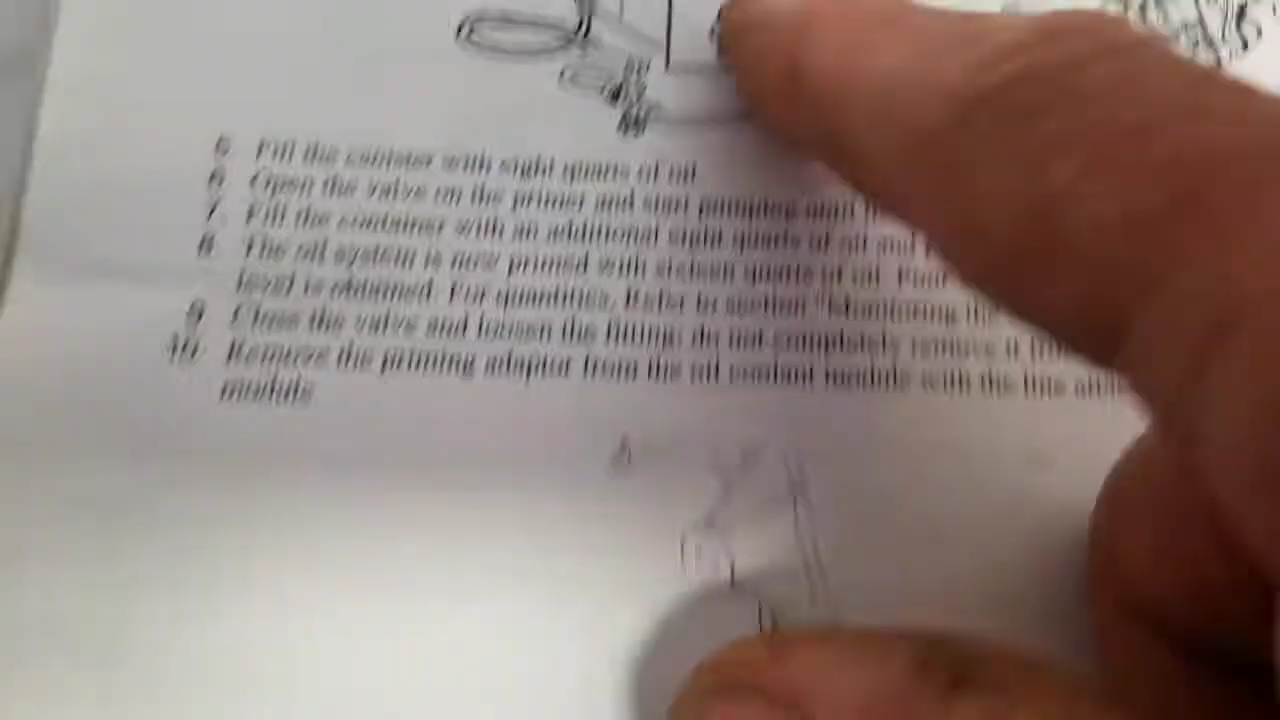 5. Fill the canister with eight quarts of oil.
6. Open the valve on the primer and start pumping until
7. Fill the container with an additional eight quarts of oil and
8. The oil system is now primed with sixteen quarts of oil.
level is obtained. For quantities, Refer to section "Monitoring the
9. Close the valve and loosen the fitting; do not completely remove it
10. Remove the priming adaptor from the oil coolant module with the line
module.
A